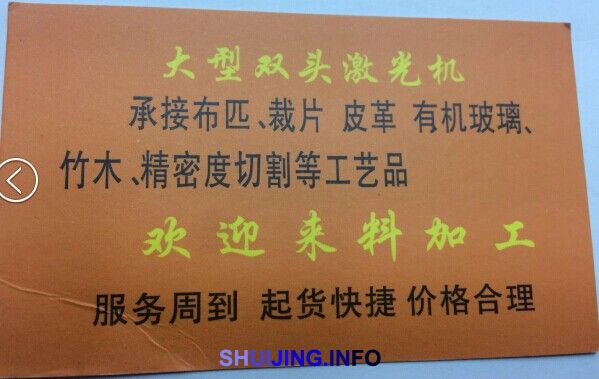 大型双头激光机
承接布匹、裁片 皮革 有机玻璃、
竹木、精密度切割等工艺品
欢迎来料加工
服务周到 起货快捷 价格合理
SHUIJING.INFO